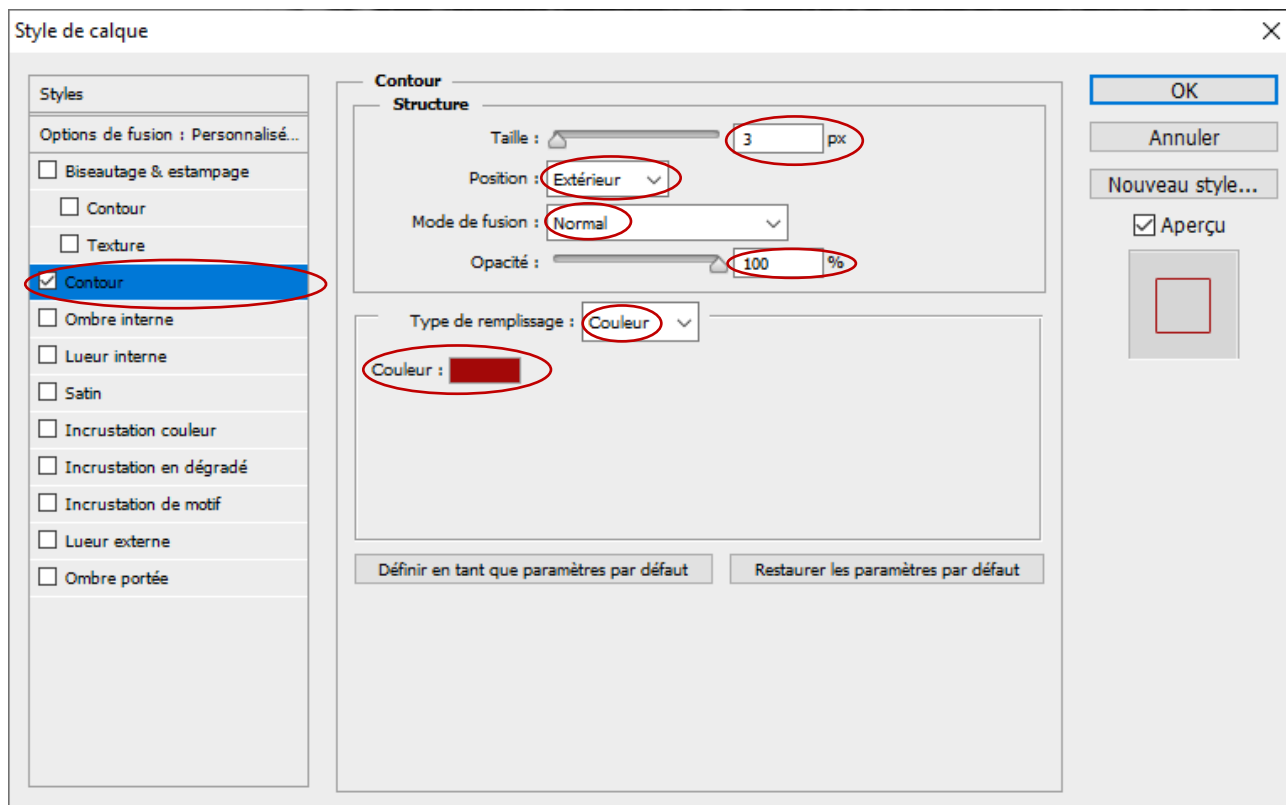 Style de calque
Styles
Options de fusion : Personnalisé...
Biseautage & estampage
Contour
Texture
Contour
Ombre interne
Lueur interne
Satin
Incrustation couleur
Incrustation en dégradé
Incrustation de motif
Lueur externe
Ombre portée
Contour
Structure
Taille : 3 px
Position : Extérieur
Mode de fusion : Normal
Opacité : 100 %
Type de remplissage : Couleur
Couleur :
Définir en tant que paramètres par défaut Restaurer les paramètres par défaut
OK
Annuler
Nouveau style...
Aperçu